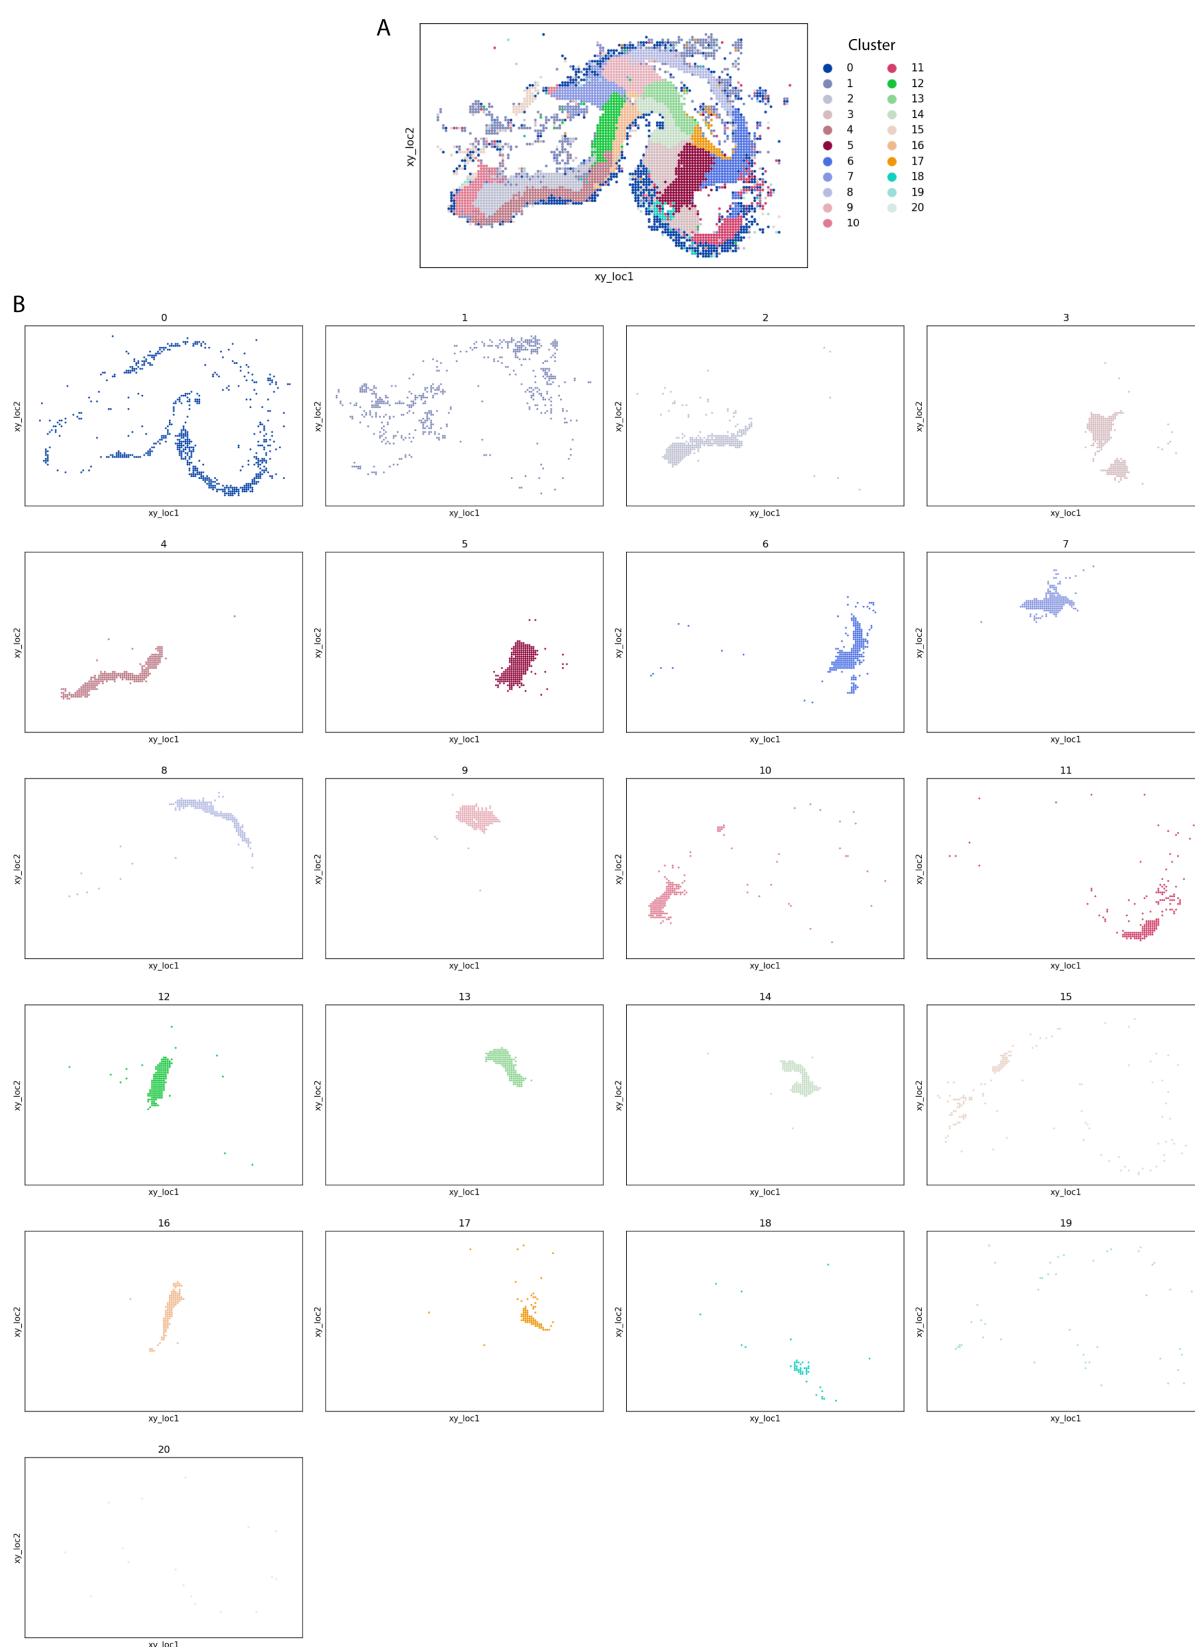 A
xy_loc2
xy_loc1
Cluster
0 11
1 12
2 13
3 14
4 15
5 16
6 17
7 18
8 19
9 20
10
B
0 1 2 3
xy_loc2 xy_loc2 xy_loc2 xy_loc2
xy_loc1 xy_loc1 xy_loc1 xy_loc1
4 5 6 7
xy_loc2 xy_loc2 xy_loc2 xy_loc2
xy_loc1 xy_loc1 xy_loc1 xy_loc1
8 9 10 11
xy_loc2 xy_loc2 xy_loc2 xy_loc2
xy_loc1 xy_loc1 xy_loc1 xy_loc1
12 13 14 15
xy_loc2 xy_loc2 xy_loc2 xy_loc2
xy_loc1 xy_loc1 xy_loc1 xy_loc1
16 17 18 19
xy_loc2 xy_loc2 xy_loc2 xy_loc2
xy_loc1 xy_loc1 xy_loc1 xy_loc1
20
xy_loc2
xy_loc1